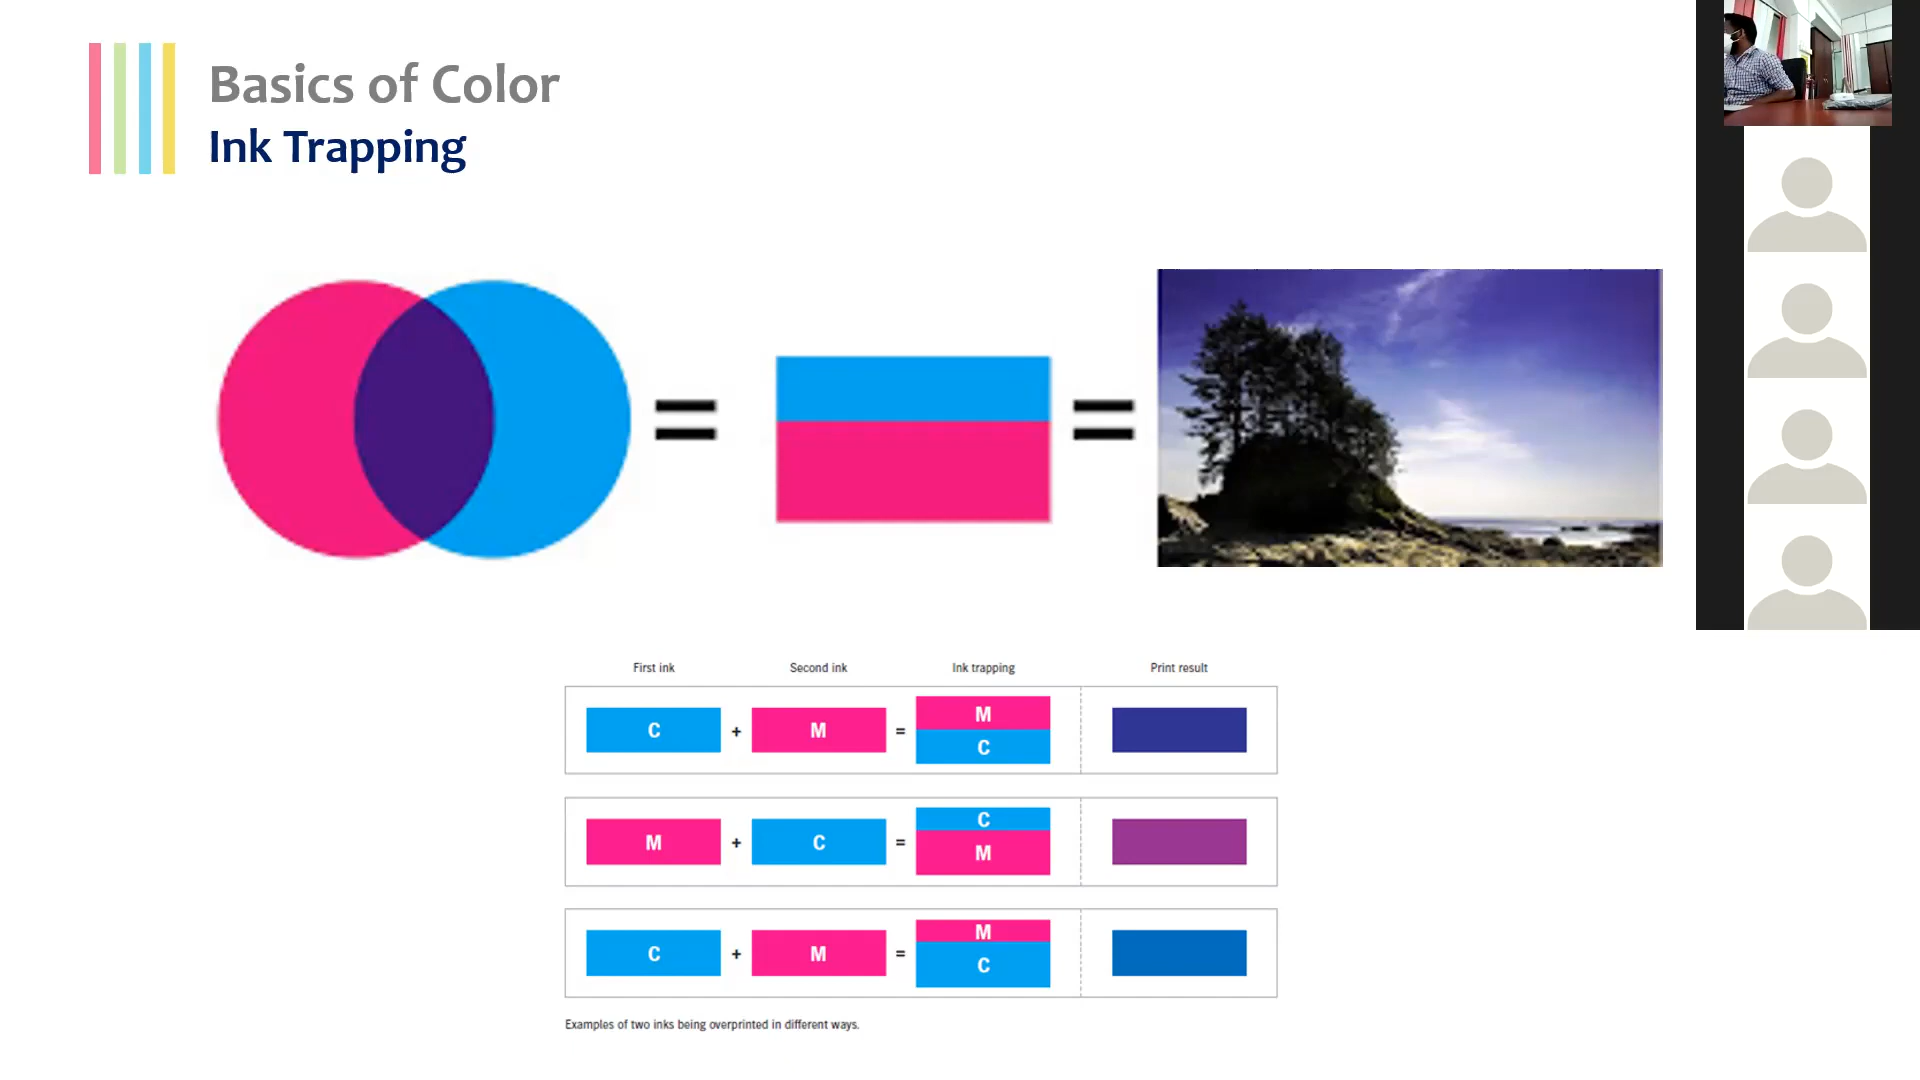 Basics of Color
Ink Trapping
First ink Second ink Ink trapping Print result
C + M = M C
M + C = C M
C + M = M C
Examples of two inks being overprinted in different ways.